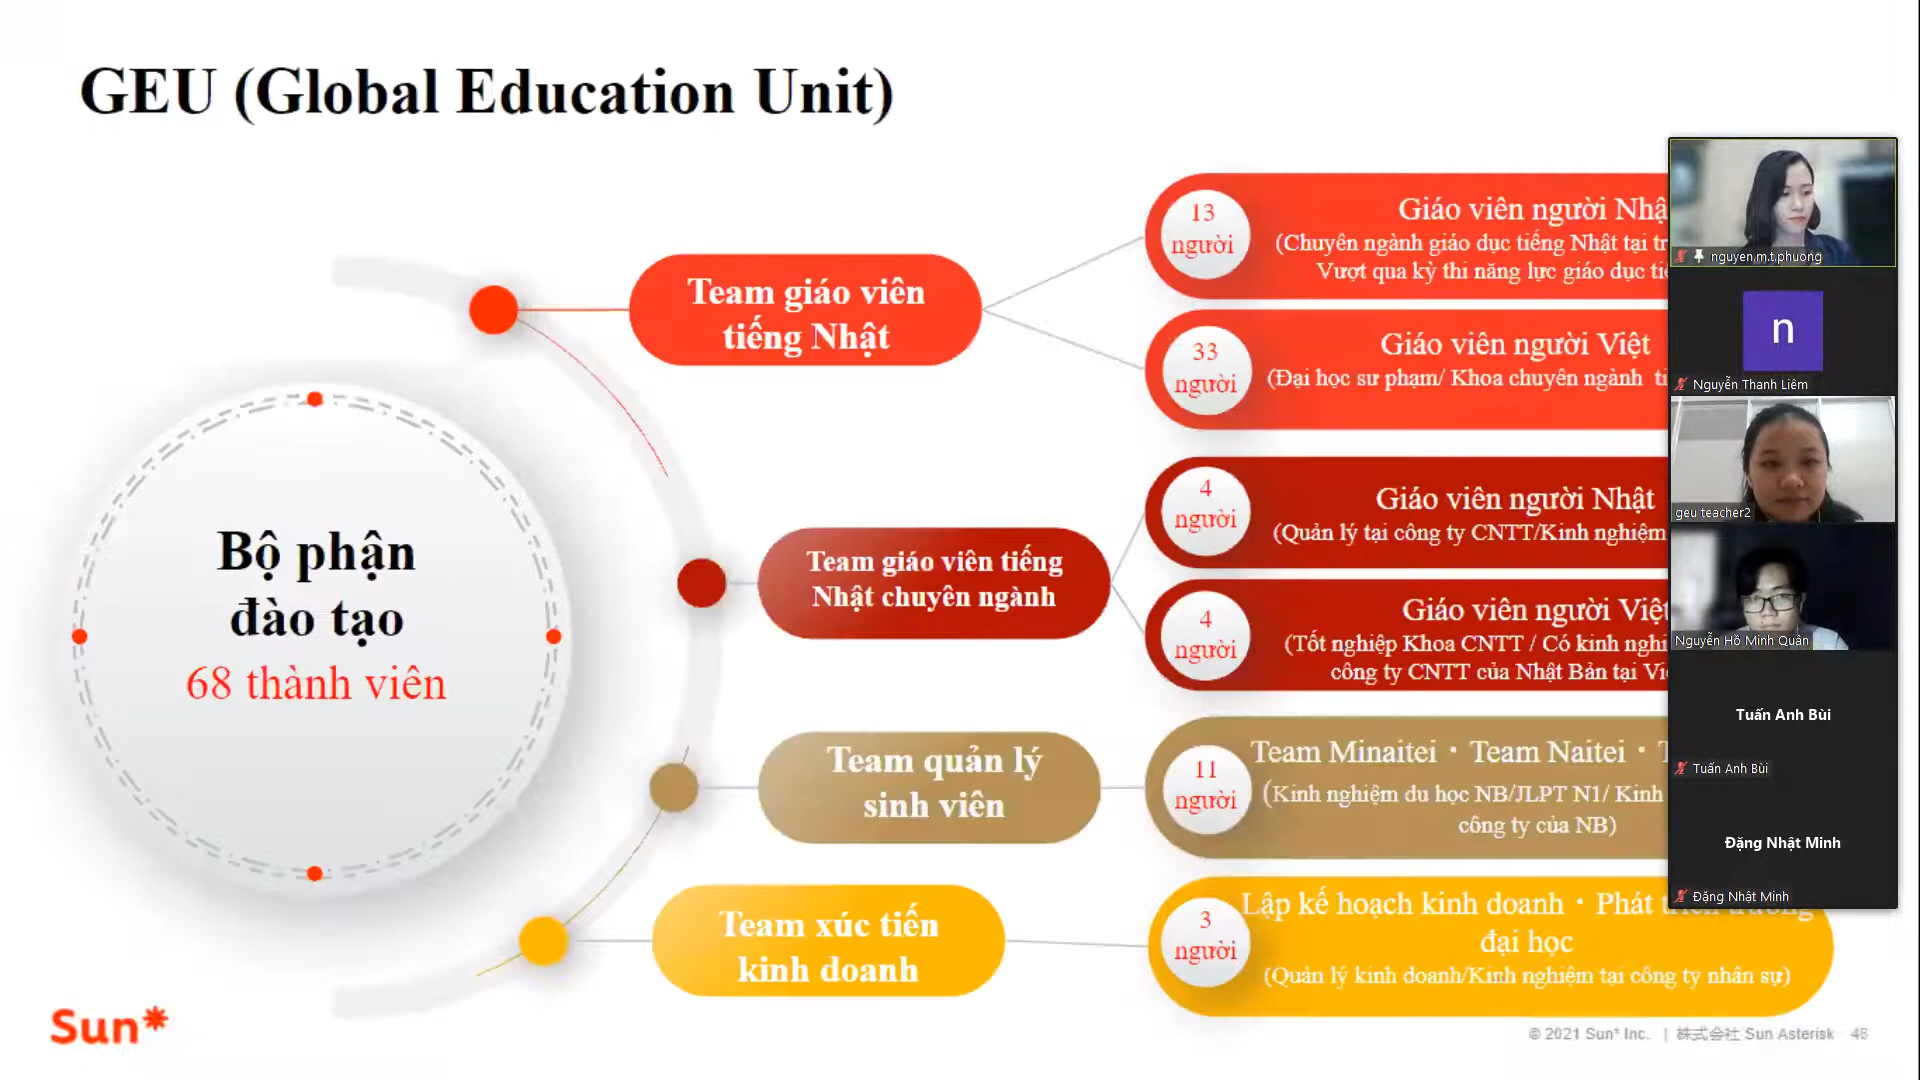 GEU (Global Education Unit)
Bộ phận
đào tạo
68 thành viên
Team giáo viên
tiếng Nhật
13
người
Giáo viên người
(Chuyên ngành giáo dục tiếng Nhật tại
Vượt qua kỳ thi năng lực giáo dục
33
người
Giáo viên người Việt
(Đại học sư phạm/ Khoa chuyên ngành
Team giáo viên tiếng
Nhật chuyên ngành
4
người
Giáo viên người Nhật
(Quản lý tại công ty CNTT/Kinh nghiệm
4
người
Giáo viên người Việt
(Tốt nghiệp Khoa CNTT / Có kinh
công ty CNTT của Nhật Bản tại
Team quản lý
sinh viên
11
người
Team Minaitei・Team Naitei・
(Kinh nghiệm du học NB/JLPT N1/ Kinh
công ty của NB)
Team xúc tiến
kinh doanh
3
người
Lập kế hoạch kinh doanh・Phát triển trường
đại học
(Quản lý kinh doanh/Kinh nghiệm tại công ty nhân sự)
nguyen.m.t.phuong
n
Nguyễn Thanh Liêm
geu teacher2
Nguyễn Hồ Minh Quân
Tuấn Anh Bùi
Tuấn Anh Bùi
Đặng Nhật Minh
Đặng Nhật Minh
Sun*
© 2021 Sun* Inc. | 株式会社 Sun Asterisk 46